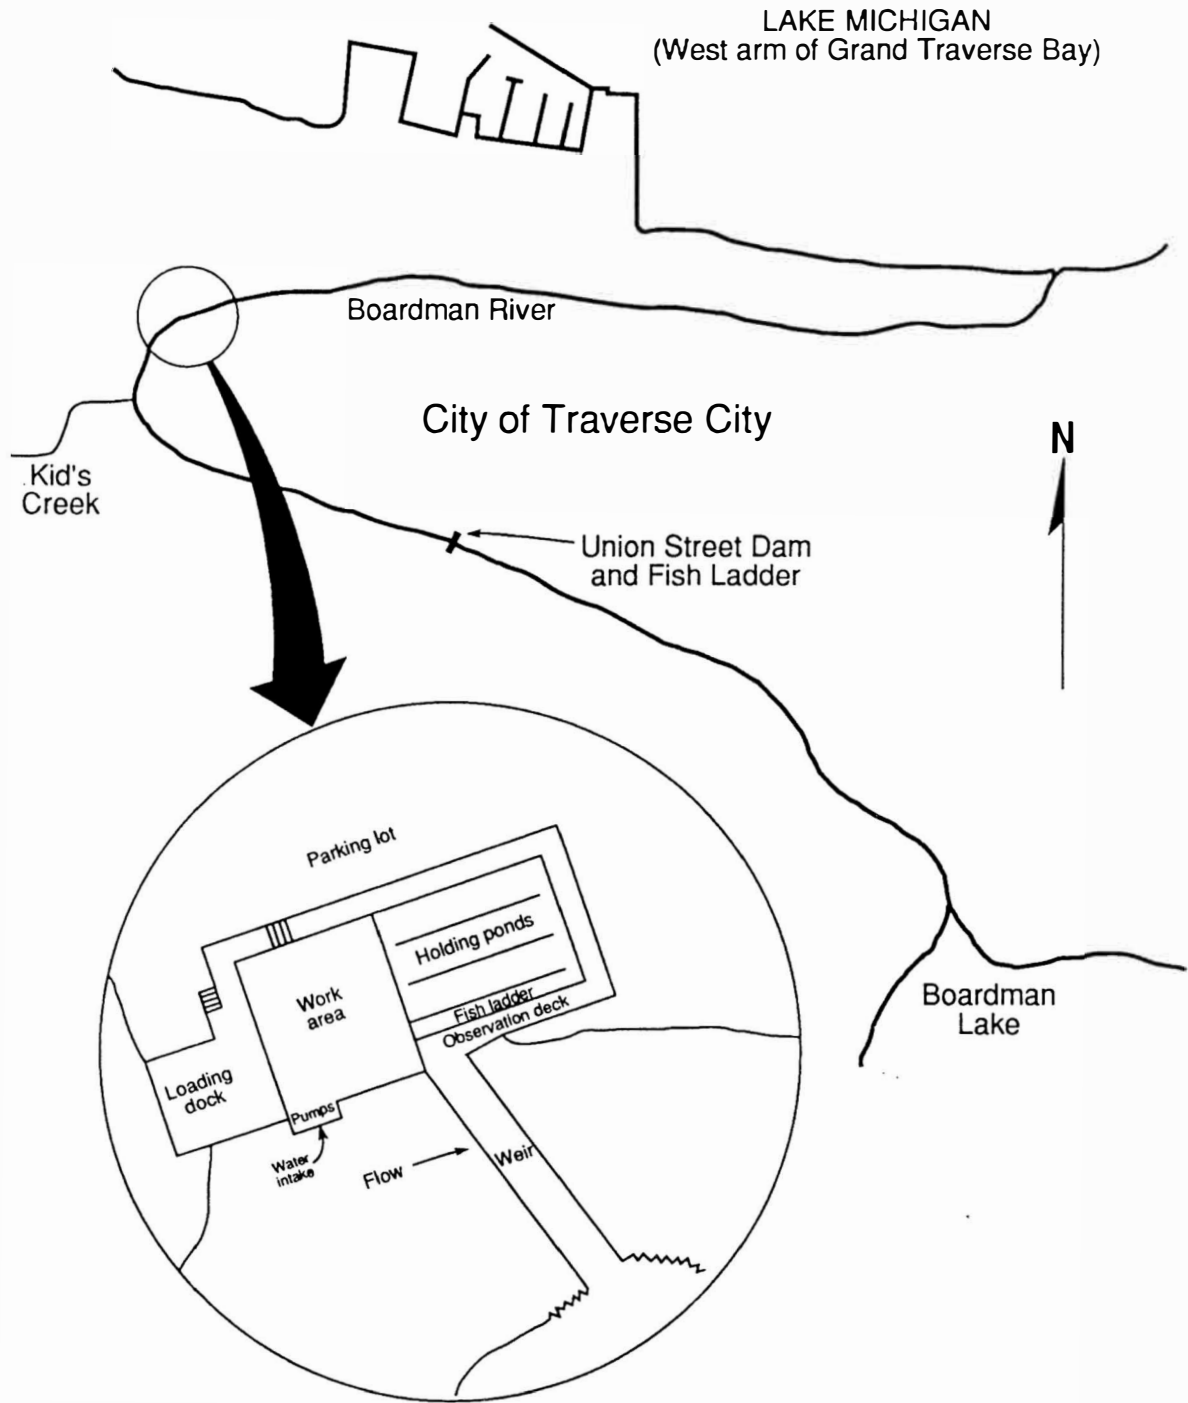 LAKE MICHIGAN
(West arm of Grand Traverse Bay)
Boardman River
City of Traverse City
N
Kid's
Creek
Union Street Dam
and Fish Ladder
Boardman
Lake
Parking lot
Holding ponds
Work
area
Fish ladder
Observation deck
Loading
dock
Pumps
Water
intake
Flow
Weir